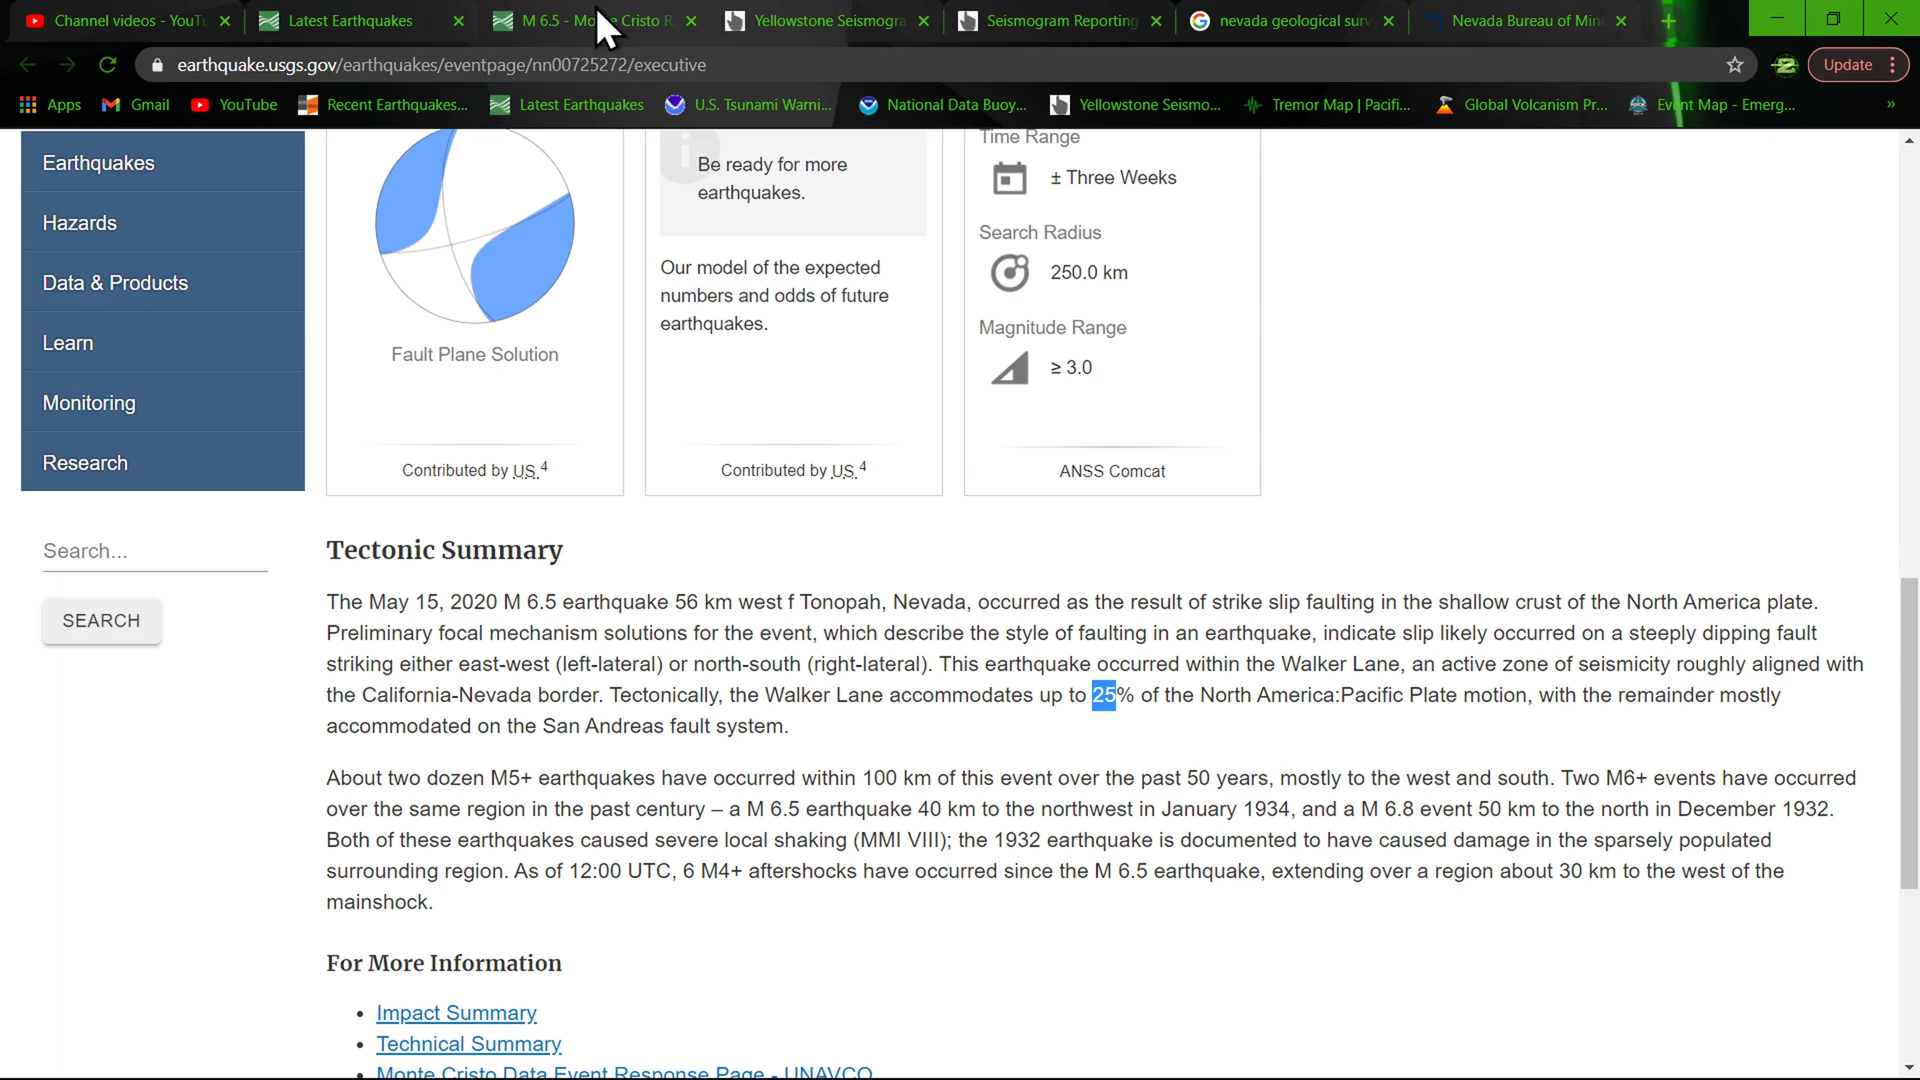 Channel videos - YouTu
Latest Earthquakes
M 6.5 - Mo e Cristo R
Yellowstone Seismogra
Seismogram Reporting
nevada geological surv
Nevada Bureau of Mine
earthquake.usgs.gov/earthquakes/eventpage/nn00725272/executive
Update
Apps
Gmail
YouTube
Recent Earthquakes...
Latest Earthquakes
U.S. Tsunami Warni...
National Data Buoy...
Yellowstone Seismo...
Tremor Map | Pacifi...
Global Volcanism Pr...
Event Map - Emerg...
»
Earthquakes
Hazards
Data & Products
Learn
Monitoring
Research
Search...
SEARCH
Fault Plane Solution
Contributed by US 4
Be ready for more
earthquakes.
Our model of the expected
numbers and odds of future
earthquakes.
Contributed by US 4
Time Range
± Three Weeks
Search Radius
250.0 km
Magnitude Range
≥ 3.0
ANSS Comcat
Tectonic Summary
The May 15, 2020 M 6.5 earthquake 56 km west f Tonopah, Nevada, occurred as the result of strike slip faulting in the shallow crust of the North America plate.
Preliminary focal mechanism solutions for the event, which describe the style of faulting in an earthquake, indicate slip likely occurred on a steeply dipping fault
striking either east-west (left-lateral) or north-south (right-lateral). This earthquake occurred within the Walker Lane, an active zone of seismicity roughly aligned with
the California-Nevada border. Tectonically, the Walker Lane accommodates up to 25% of the North America:Pacific Plate motion, with the remainder mostly
accommodated on the San Andreas fault system.
About two dozen M5+ earthquakes have occurred within 100 km of this event over the past 50 years, mostly to the west and south. Two M6+ events have occurred
over the same region in the past century – a M 6.5 earthquake 40 km to the northwest in January 1934, and a M 6.8 event 50 km to the north in December 1932.
Both of these earthquakes caused severe local shaking (MMI VIII); the 1932 earthquake is documented to have caused damage in the sparsely populated
surrounding region. As of 12:00 UTC, 6 M4+ aftershocks have occurred since the M 6.5 earthquake, extending over a region about 30 km to the west of the
mainshock.
For More Information
• Impact Summary
• Technical Summary
• Monte Cristo Data Event Response Page - UNAVCO